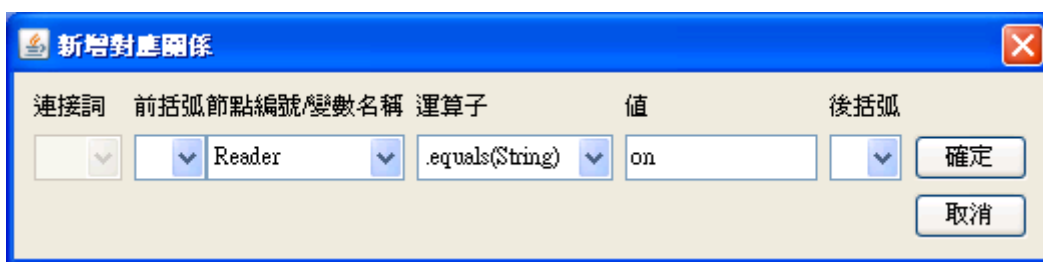 新增對應關係
連接詞 前括弧 節點編號/變數名稱 運算子 值 後括弧
Reader .equals(String) on 確定
取消